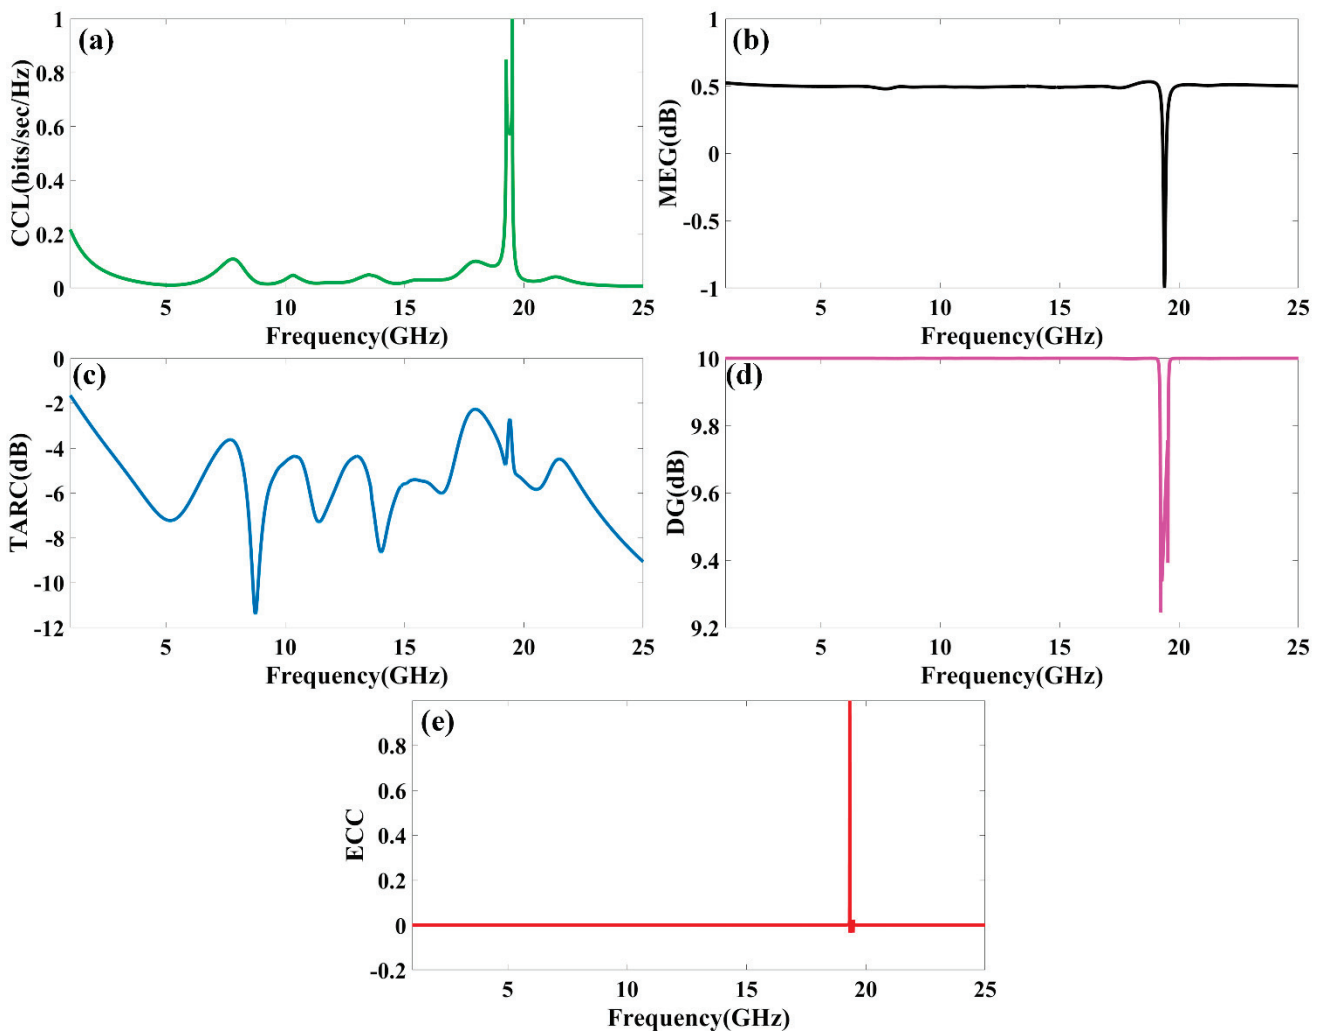 (a)
CCL(bits/sec/Hz)
1
0.8
0.6
0.4
0.2
0
5 10 15 20 25
Frequency(GHz)
(b)
MEG(dB)
1
0.5
0
-0.5
-1
5 10 15 20 25
Frequency(GHz)
(c)
TARC(dB)
0
-2
-4
-6
-8
-10
-12
5 10 15 20 25
Frequency(GHz)
(d)
DG(dB)
10
9.8
9.6
9.4
9.2
5 10 15 20 25
Frequency(GHz)
(e)
ECC
0.8
0.6
0.4
0.2
0
-0.2
5 10 15 20 25
Frequency(GHz)